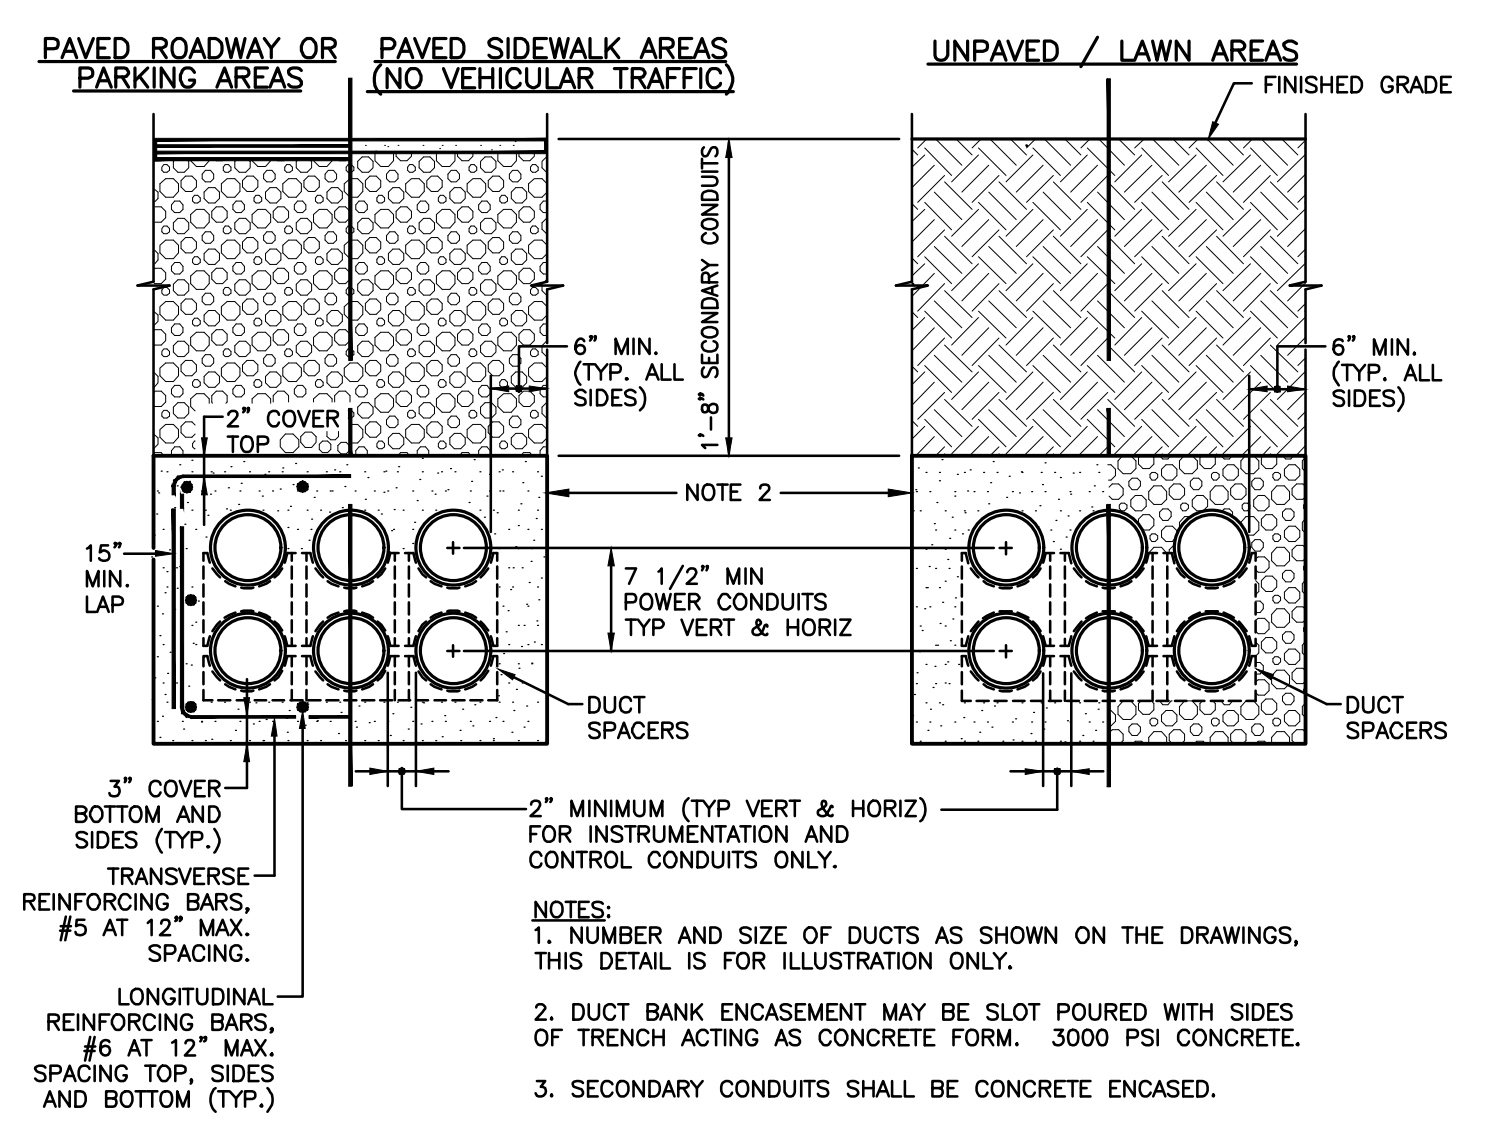 PAVED ROADWAY OR
PARKING AREAS
PAVED SIDEWALK AREAS
(NO VEHICULAR TRAFFIC)
UNPAVED / LAWN AREAS
FINISHED GRADE
1'-8" SECONDARY CONDUITS
6" MIN.
(TYP. ALL
SIDES)
6" MIN.
(TYP. ALL
SIDES)
2" COVER
TOP
NOTE 2
15"
MIN.
LAP
7 1/2" MIN
POWER CONDUITS
TYP VERT & HORIZ
DUCT
SPACERS
DUCT
SPACERS
3" COVER
BOTTOM AND
SIDES (TYP.)
2" MINIMUM (TYP VERT & HORIZ)
FOR INSTRUMENTATION AND
CONTROL CONDUITS ONLY.
TRANSVERSE
REINFORCING BARS,
#5 AT 12" MAX.
SPACING.
LONGITUDINAL
REINFORCING BARS,
#6 AT 12" MAX.
SPACING TOP, SIDES
AND BOTTOM (TYP.)
NOTES:
1. NUMBER AND SIZE OF DUCTS AS SHOWN ON THE DRAWINGS,
THIS DETAIL IS FOR ILLUSTRATION ONLY.
2. DUCT BANK ENCASEMENT MAY BE SLOT POURED WITH SIDES
OF TRENCH ACTING AS CONCRETE FORM. 3000 PSI CONCRETE.
3. SECONDARY CONDUITS SHALL BE CONCRETE ENCASED.